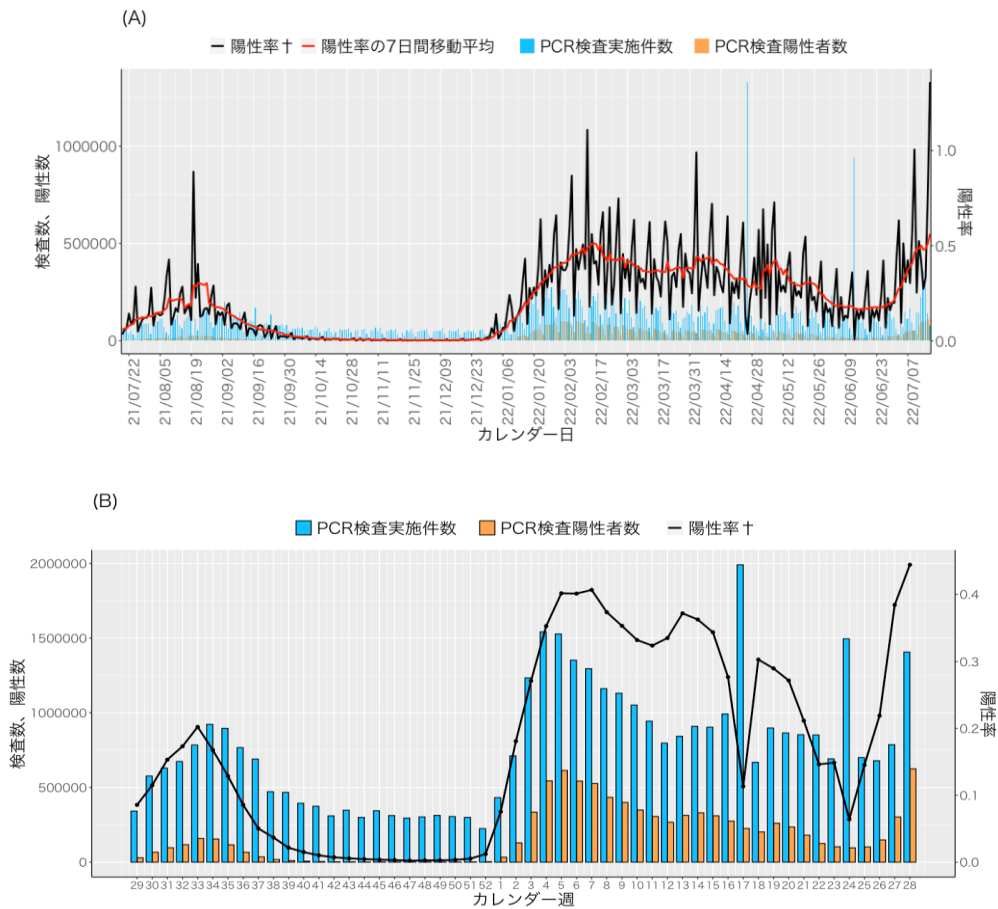 (A)
陽性率† 陽性率の7日間移動平均 PCR検査実施件数 PCR検査陽性者数
検査数、陽性数
1000000
500000
0
1.0
0.5
0.0
陽性率
21/07/22 21/08/05 21/08/19 21/09/02 21/09/16 21/09/30 21/10/14 21/10/28 21/11/11 21/11/25 21/12/09 21/12/23 22/01/06 22/01/20 22/02/03 22/02/17 22/03/03 22/03/17 22/03/31 22/04/14 22/04/28 22/05/12 22/05/26 22/06/09 22/06/23 22/07/07
カレンダー日
(B)
PCR検査実施件数 PCR検査陽性者数 陽性率†
検査数、陽性数
2000000
1500000
1000000
500000
0
0.4
0.3
0.2
0.1
0.0
陽性率
29 30 31 32 33 34 35 36 37 38 39 40 41 42 43 44 45 46 47 48 49 50 51 52 1 2 3 4 5 6 7 8 9 10 11 12 13 14 15 16 17 18 19 20 21 22 23 24 25 26 27 28
カレンダー週